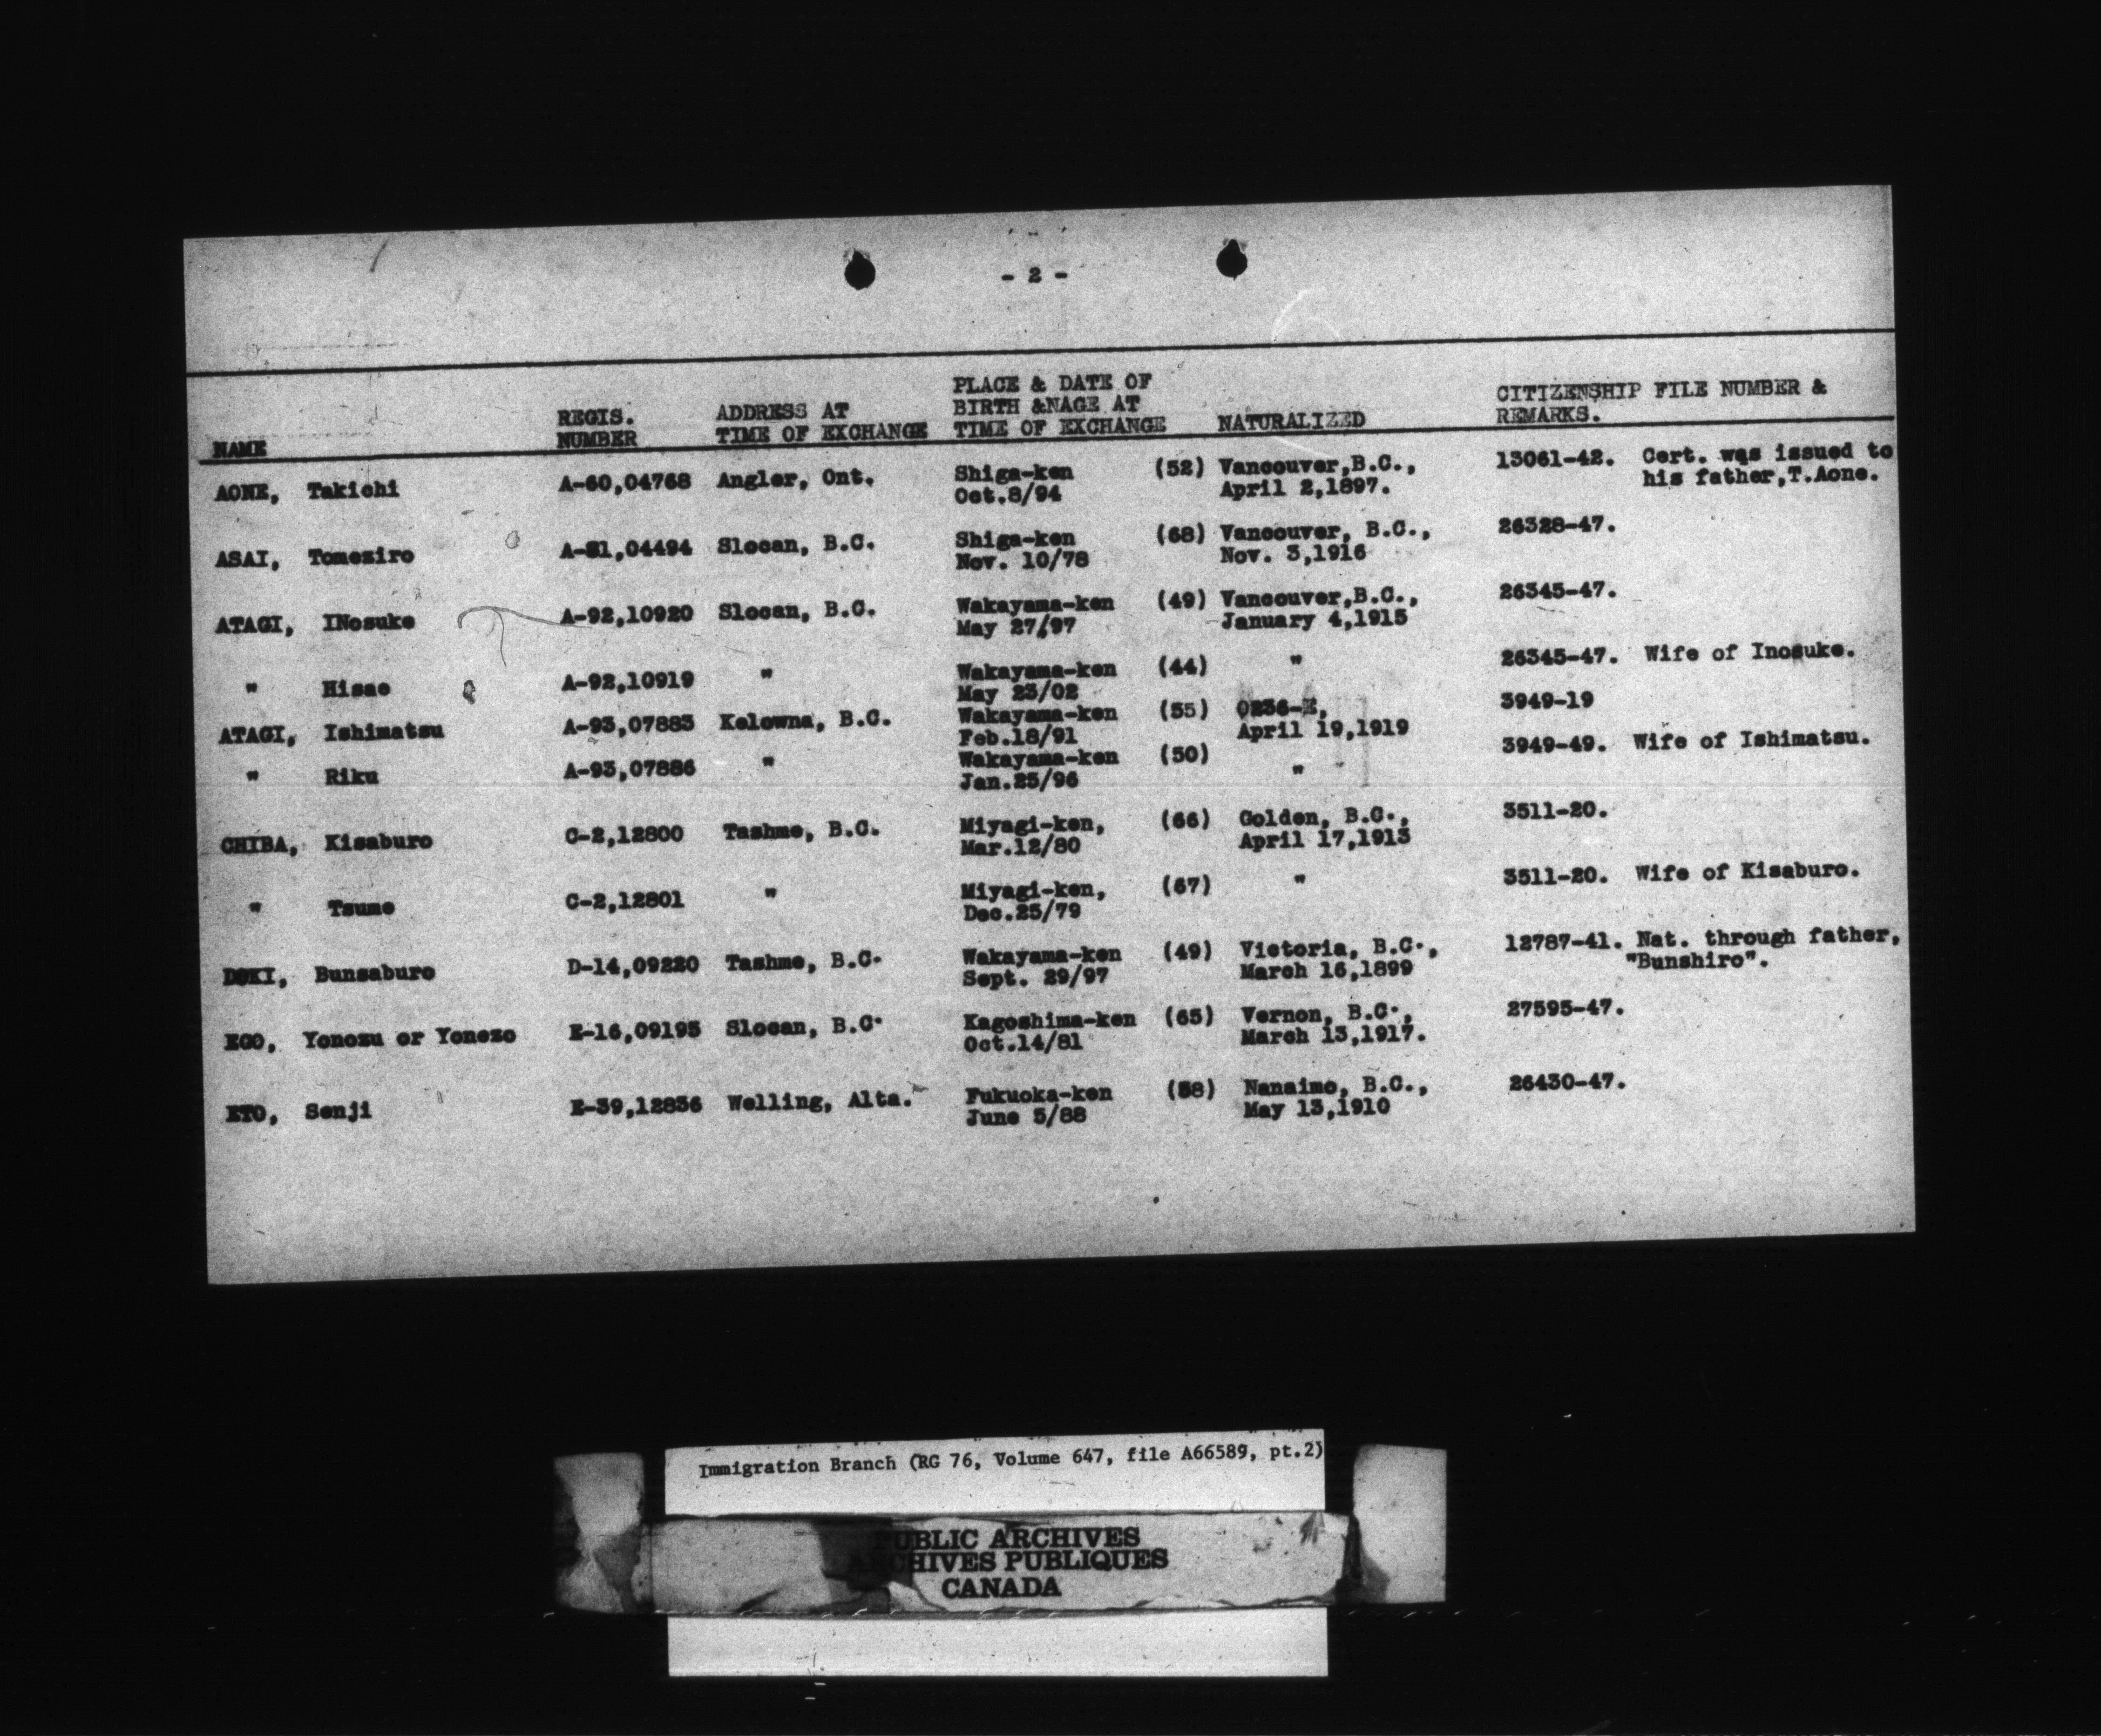 - 2 -
NAME REGIS. NUMBER ADDRESS AT TIME OF EXCHANGE PLACE & DATE OF BIRTH &NAGE AT TIME OF EXCHANGE NATURALIZED CITIZENSHIP FILE NUMBER & REMARKS.
AONE, Takichi A-60,04768 Angler, Ont. Shiga-ken (52) Vancouver,B.C., 13061-42. Cert. was issued to
Oct.8/94 April 2,1897. his father,T.Aone.
ASAI, Tomeziro A-81,04494 Slocan, B.C. Shiga-ken (68) Vancouver, B.C., 26328-47.
Nov. 10/78 Nov. 3,1916
ATAGI, INosuke A-92,10920 Slocan, B.C. Wakayama-ken (49) Vancouver,B.C., 26345-47.
May 27/97 January 4,1915
" Hisae A-92,10919 " Wakayama-ken (44) " 26345-47. Wife of Inosuke.
May 23/02
ATAGI, Ishimatsu A-93,07883 Kelowna, B.C. Wakayama-ken (55) 0236-E, 3949-19
Feb.18/91 April 19,1919
" Riku A-93,07886 " Wakayama-ken (50) " 3949-49. Wife of Ishimatsu.
Jan.25/96
CHIBA, Kisaburo C-2,12800 Tashme, B.C. Miyagi-ken, (66) Golden, B.C., 3511-20.
Mar.12/80 April 17,1913
" Tsume C-2,12801 " Miyagi-ken, (67) " 3511-20. Wife of Kisaburo.
Dec.25/79
Bunsaburo D-14,09220 Tashme, B.C. Wakayama-ken (49) Victoria, B.C., 12787-41. Nat. through father,
Sept. 29/97 March 16,1899 "Bunshiro".
EGO, Yonozu or Yonezo E-16,09195 Slocan, B.C. Kagoshima-ken (65) Vernon, B.C., 27595-47.
Oct.14/81 March 13,1917.
ETO, Senji E-39,12836 Welling, Alta. Fukuoka-ken (58) Nanaimo, B.C., 26430-47.
June 5/88 May 13,1910
Immigration Branch (RG 76, Volume 647, file A66589, pt.2)
PUBLIC ARCHIVES
ARCHIVES PUBLIQUES
CANADA